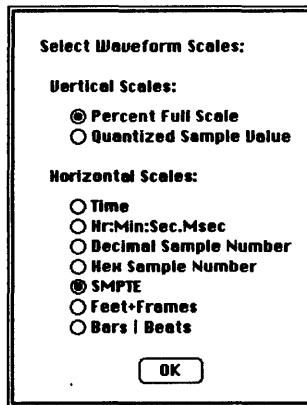 Select Waveform Scales:
Vertical Scales:
Percent Full Scale
Quantized Sample Value
Horizontal Scales:
Time
Hr:Min:Sec.Msec
Decimal Sample Number
Hex Sample Number
SMPTE
Feet+Frames
Bars | Beats
OK